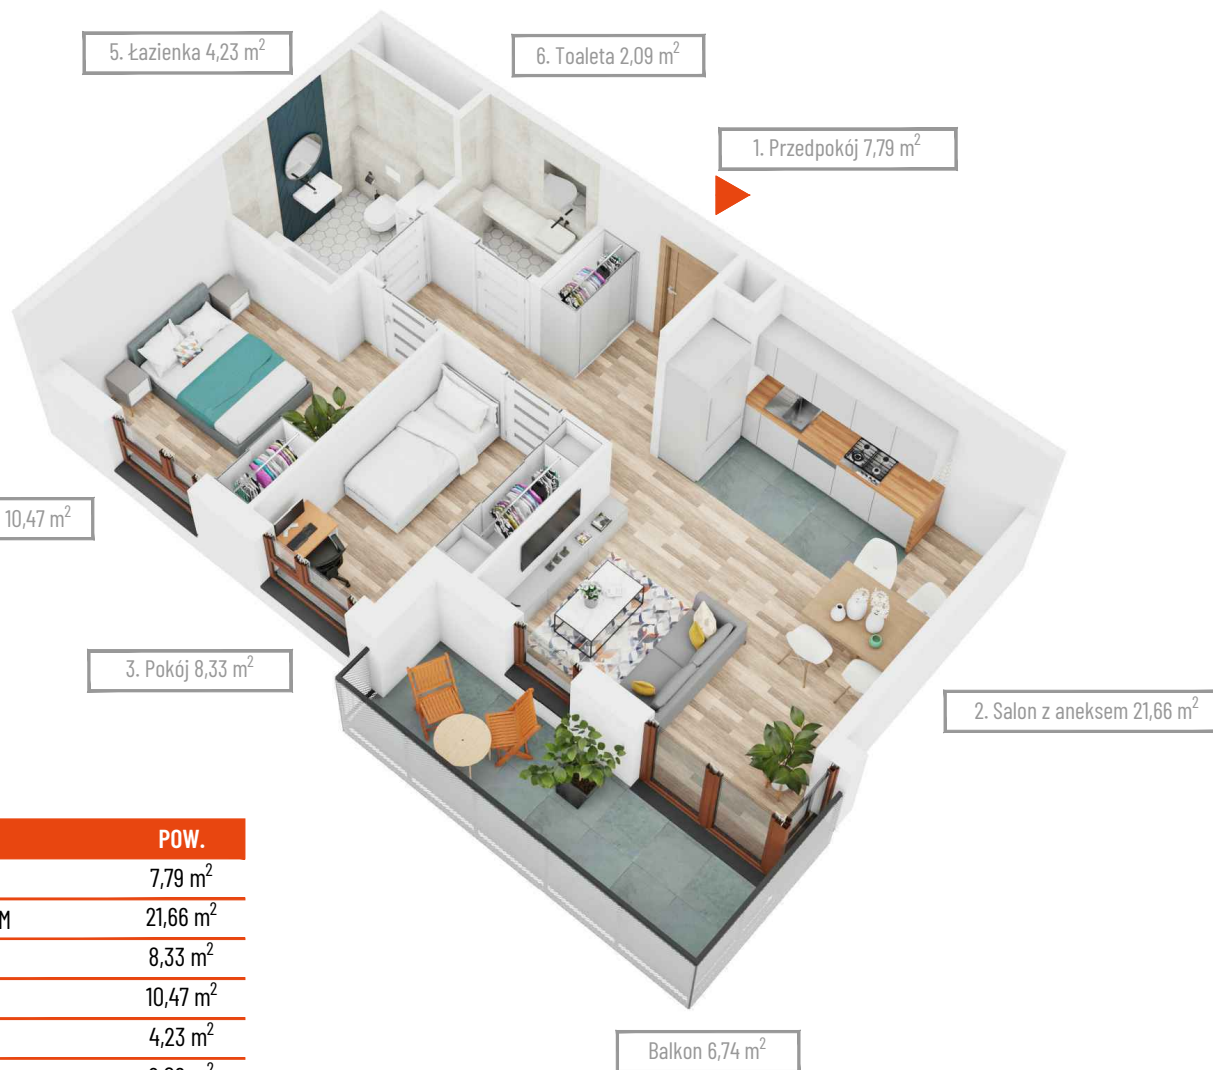 5. Łazienka 4,23 m²
6. Toaleta 2,09 m²
1. Przedpokój 7,79 m²
10,47 m²
3. Pokój 8,33 m²
2. Salon z aneksem 21,66 m²
POW.
7,79 m²
M 21,66 m²
8,33 m²
10,47 m²
4,23 m²
Balkon 6,74 m²